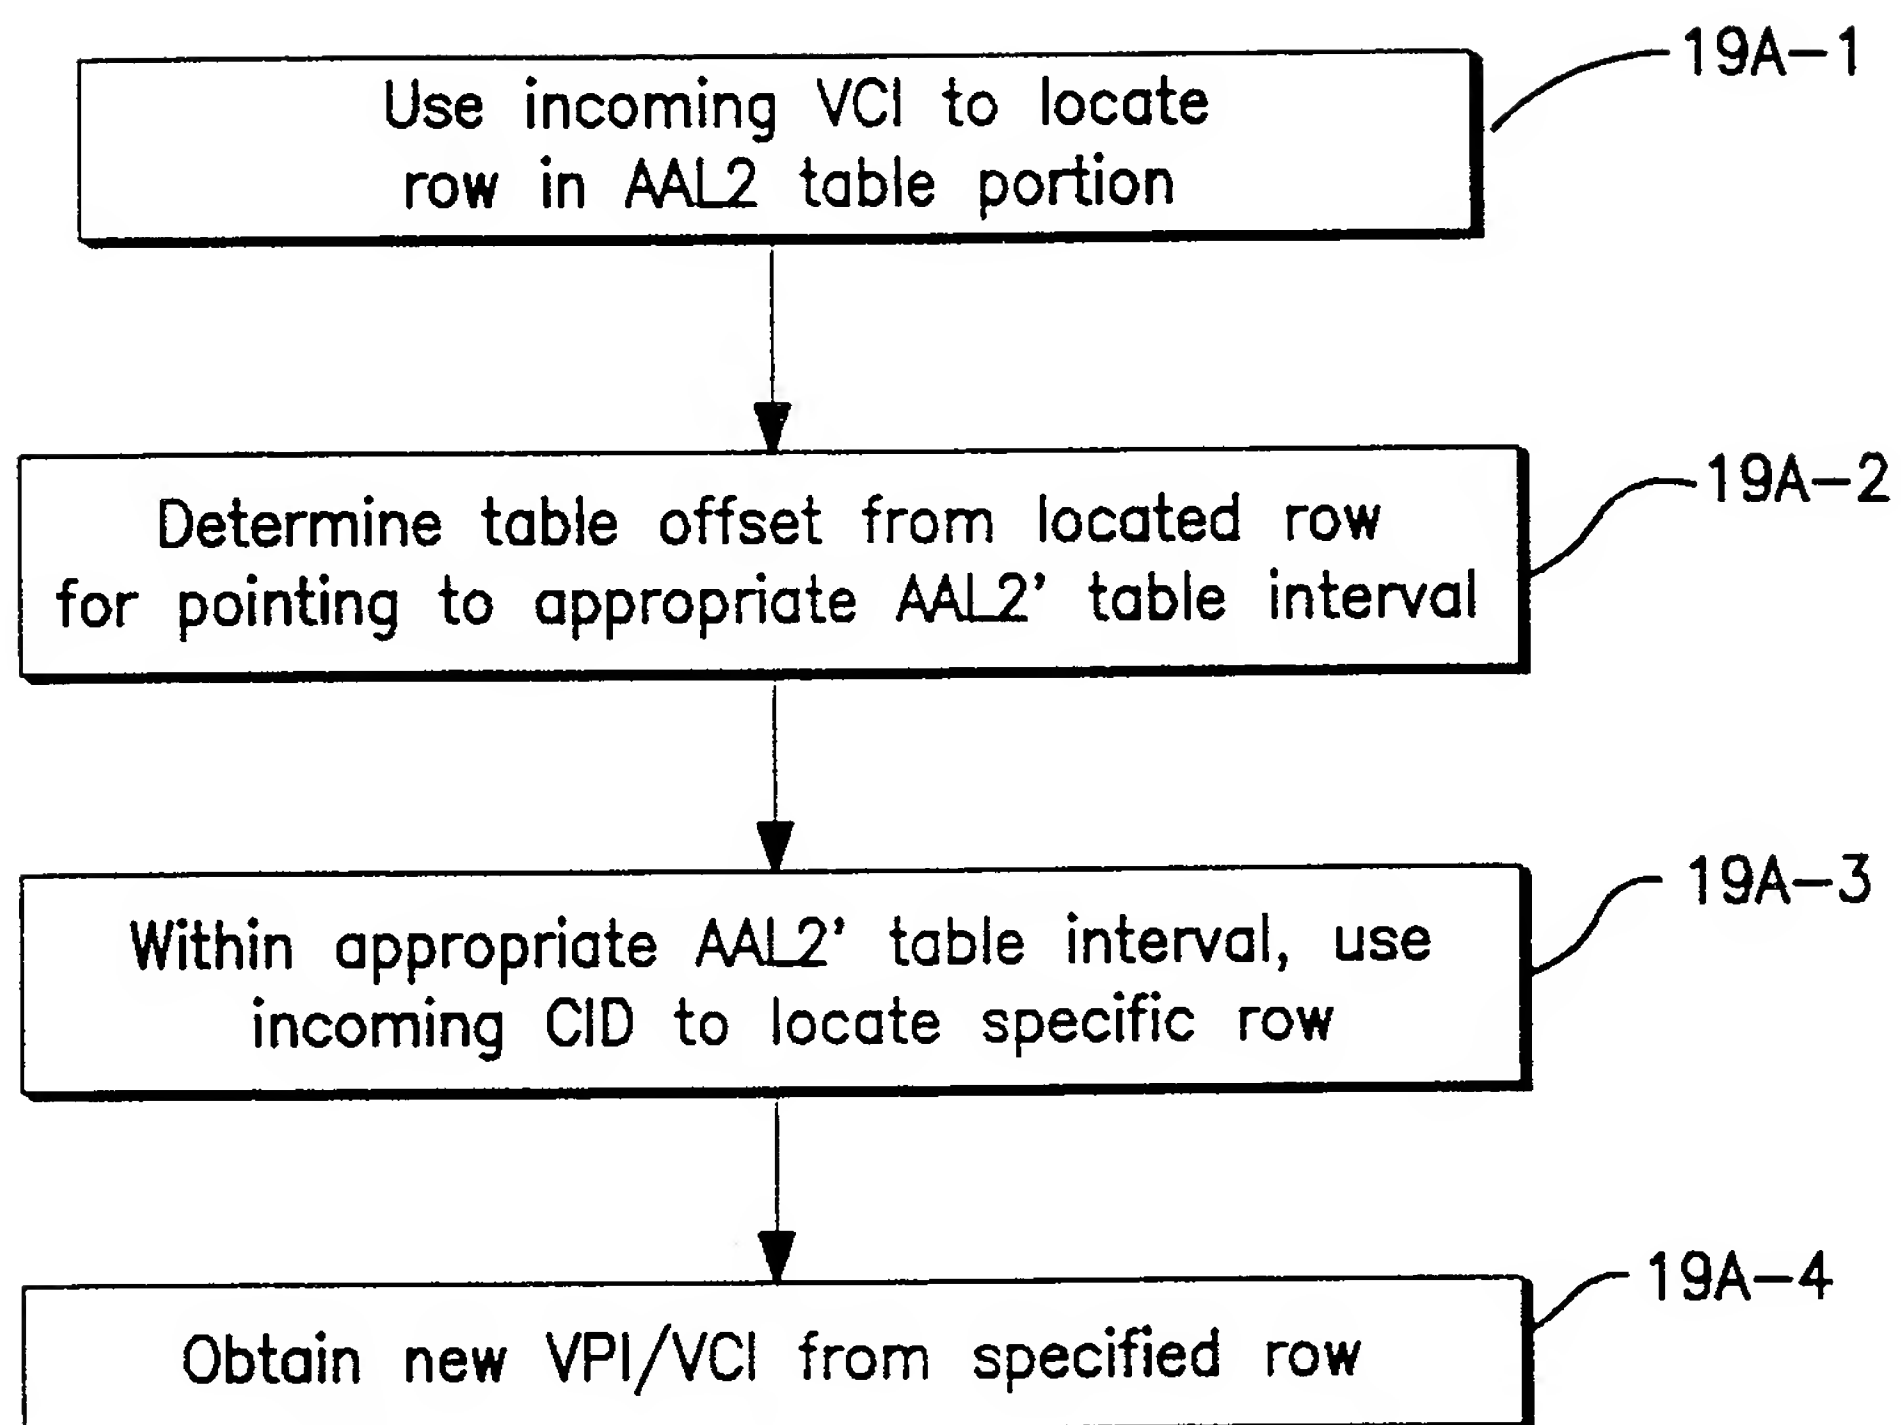 19A-1
Use incoming VCI to locate
row in AAL2 table portion
19A-2
Determine table offset from located row
for pointing to appropriate AAL2' table interval
19A-3
Within appropriate AAL2' table interval, use
incoming CID to locate specific row
19A-4
Obtain new VPI/VCI from specified row